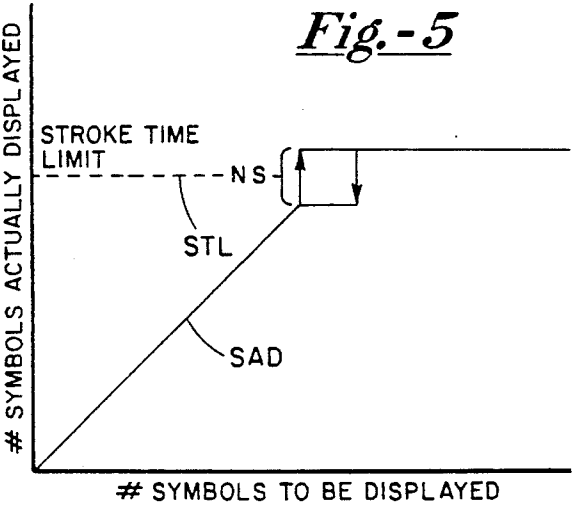 Fig.-5
# SYMBOLS ACTUALLY DISPLAYED
STROKE TIME
LIMIT
NS
STL
SAD
# SYMBOLS TO BE DISPLAYED